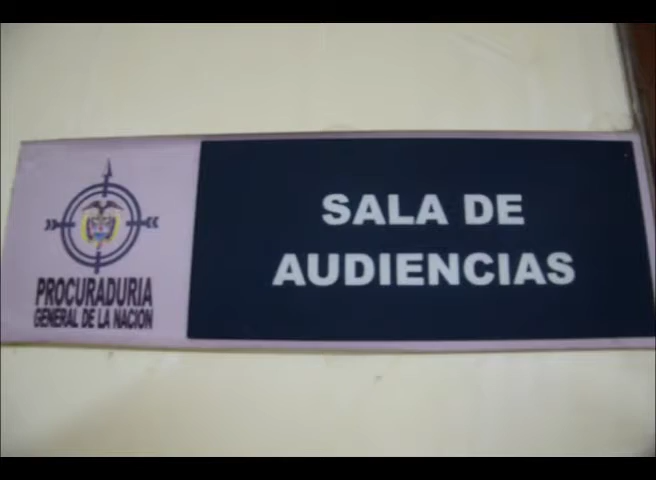 PROCURADURIA
GENERAL DE LA NACION
SALA DE
AUDIENCIAS